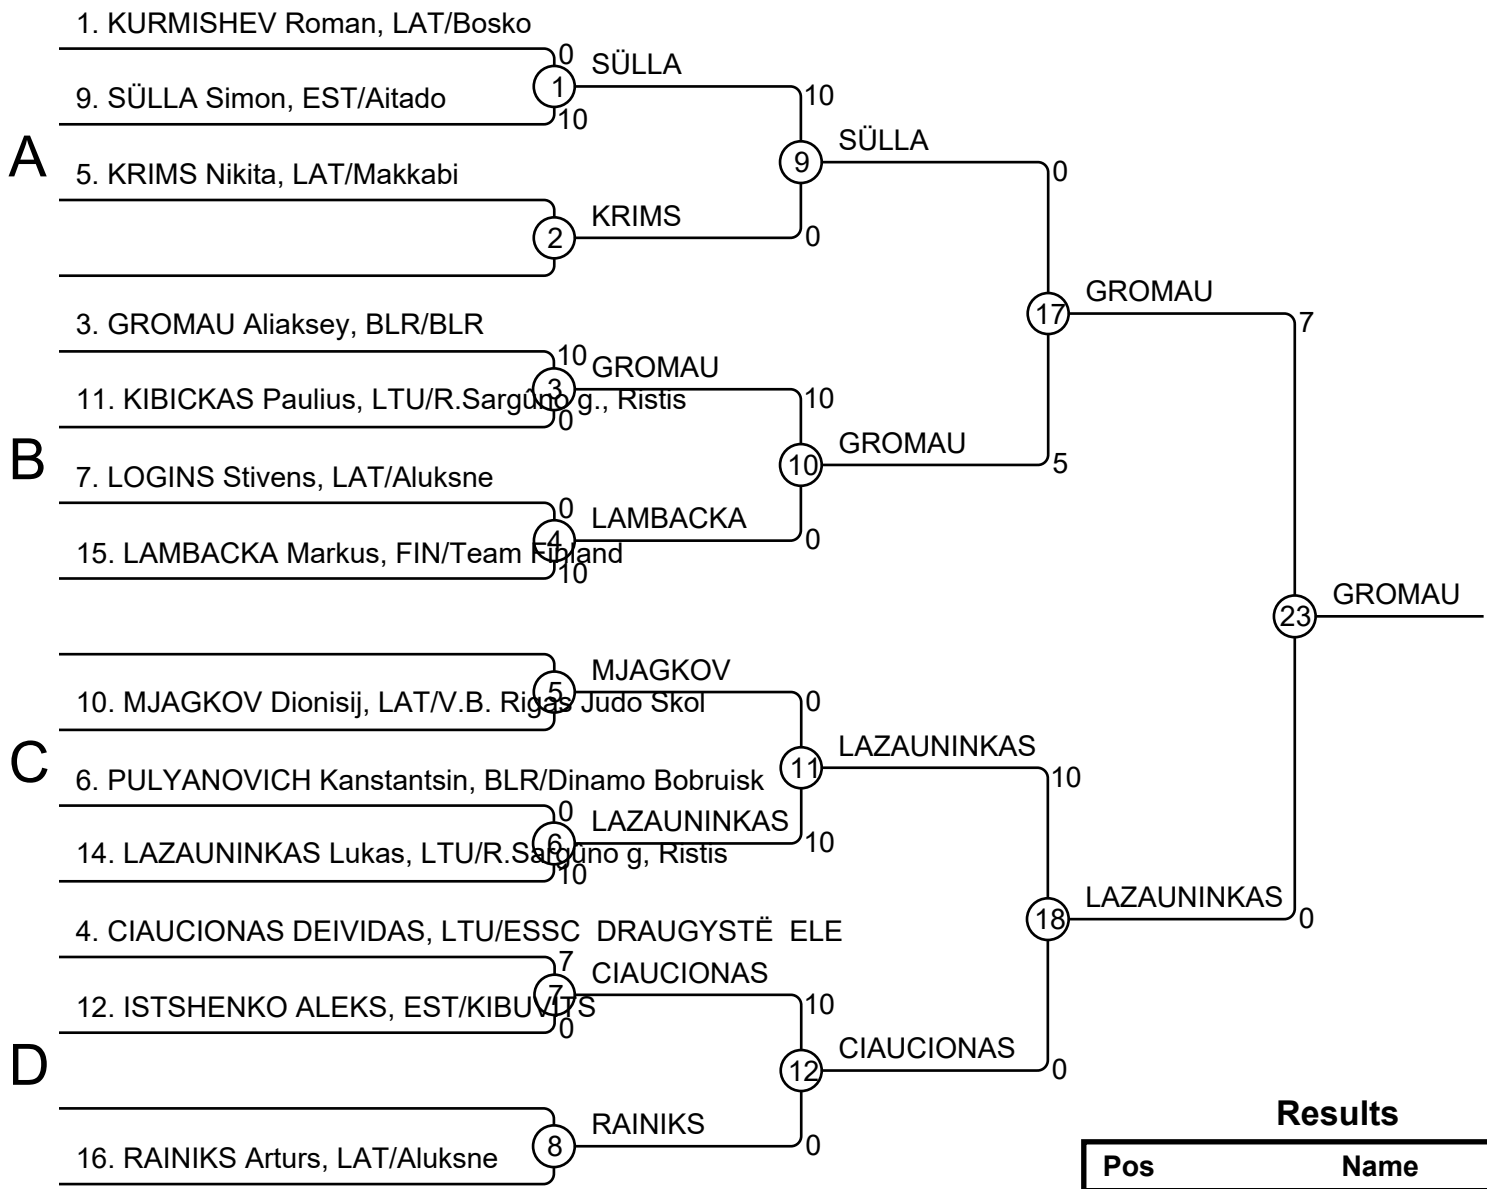 1. KURMISHEV Roman, LAT/Bosko
0
SÜLLA
1
9. SÜLLA Simon, EST/Aitado
10
10
A
SÜLLA
9
5. KRIMS Nikita, LAT/Makkabi
0
KRIMS
2
0
GROMAU
17
3. GROMAU Aliaksey, BLR/BLR
7
10
GROMAU
3
11. KIBICKAS Paulius, LTU/R.Sargûno g., Ristis
10
0
B
GROMAU
10
5
7. LOGINS Stivens, LAT/Aluksne
0
LAMBACKA
4
0
15. LAMBACKA Markus, FIN/Team Finland
10
GROMAU
23
MJAGKOV
5
10. MJAGKOV Dionisij, LAT/V.B. Rigas Judo Skol
0
C
LAZAUNINKAS
11
6. PULYANOVICH Kanstantsin, BLR/Dinamo Bobruisk
10
0
LAZAUNINKAS
6
10
14. LAZAUNINKAS Lukas, LTU/R.Sargûno g, Ristis
10
LAZAUNINKAS
18
0
4. CIAUCIONAS DEIVIDAS, LTU/ESSC DRAUGYSTË ELE
7
CIAUCIONAS
7
12. ISTSHENKO ALEKS, EST/KIBUVITS
10
0
D
CIAUCIONAS
12
0
RAINIKS
8
0
16. RAINIKS Arturs, LAT/Aluksne
Results
Pos Name